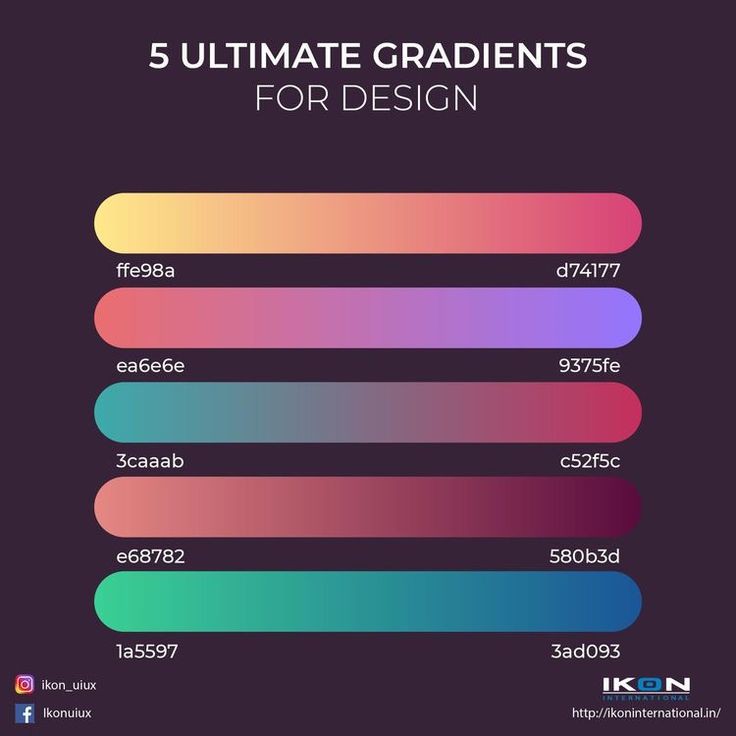 5 ULTIMATE GRADIENTS
FOR DESIGN
ffe98a d74177
ea6e6e 9375fe
3caaab c52f5c
e68782 580b3d
1a5597 3ad093
ikon_uiux
Ikonuiux
IKON
INTERNATIONAL
http://ikoninternational.in/